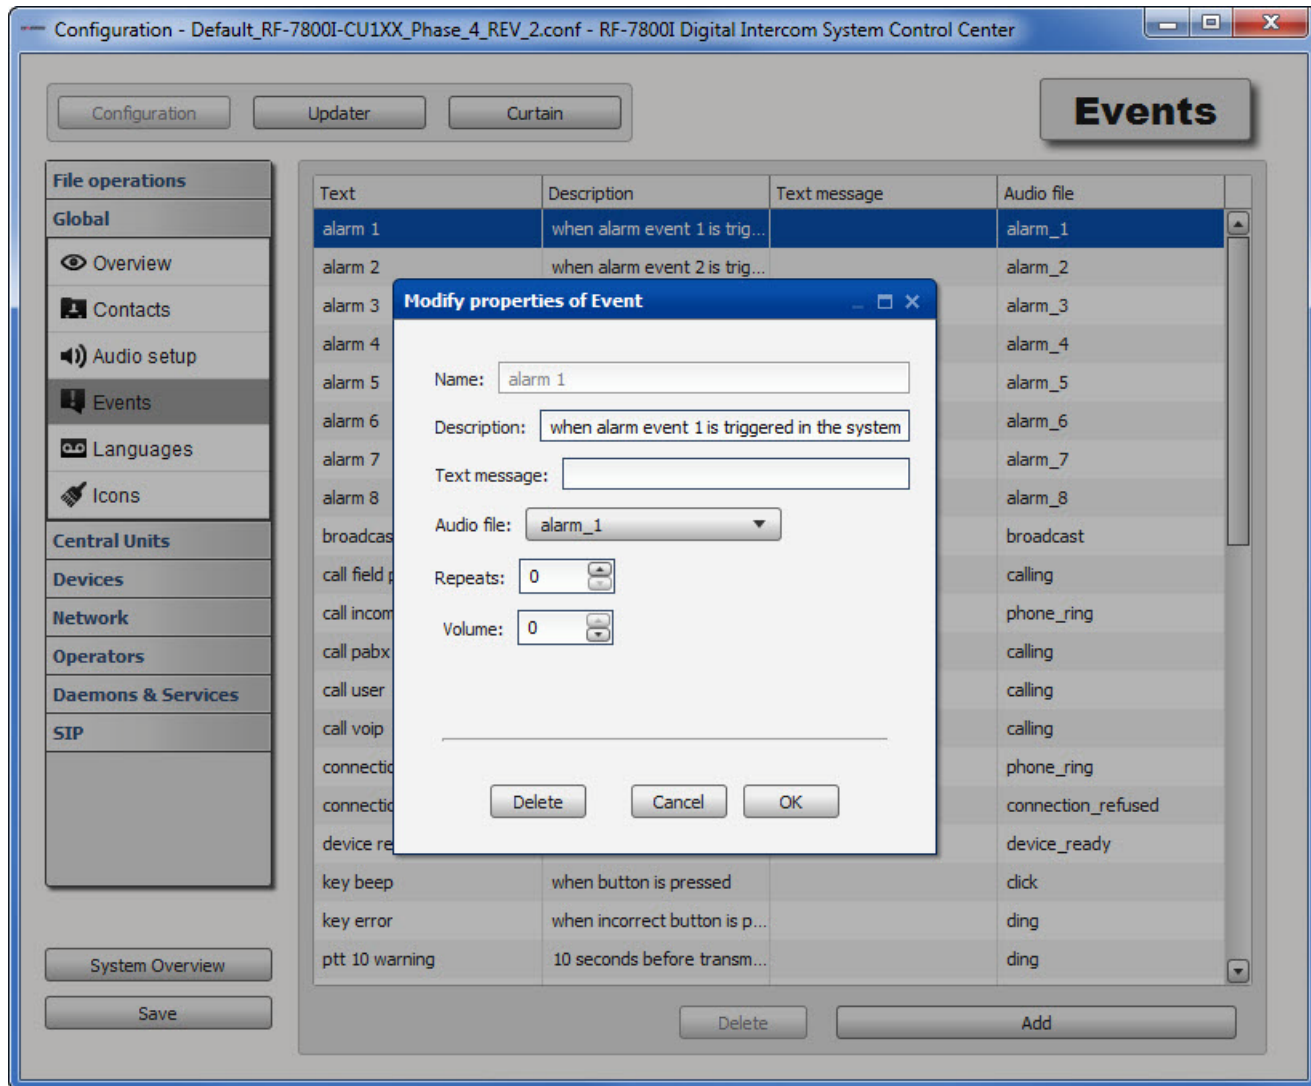 Configuration - Default_RF-7800I-CU1XX_Phase_4_REV_2.conf - RF-7800I Digital Intercom System Control Center
Configuration Updater Curtain
Events
File operations
Global
Overview
Contacts
Audio setup
Events
Languages
Icons
Central Units
Devices
Network
Operators
Daemons & Services
SIP
System Overview
Save
Text Description Text message Audio file
alarm 1 when alarm event 1 is trig... alarm_1
alarm 2 when alarm event 2 is trig... alarm_2
alarm 3 alarm_3
alarm 4 alarm_4
alarm 5 alarm_5
alarm 6 alarm_6
alarm 7 alarm_7
alarm 8 alarm_8
broadcas broadcast
call field p calling
call incom phone_ring
call pabx calling
call user calling
call voip calling
connectio phone_ring
connectio connection_refused
device re device_ready
key beep when button is pressed click
key error when incorrect button is p... ding
ptt 10 warning 10 seconds before transm... ding
Delete Add
Modify properties of Event
Name: alarm 1
Description: when alarm event 1 is triggered in the system
Text message:
Audio file: alarm_1
Repeats: 0
Volume: 0
Delete Cancel OK